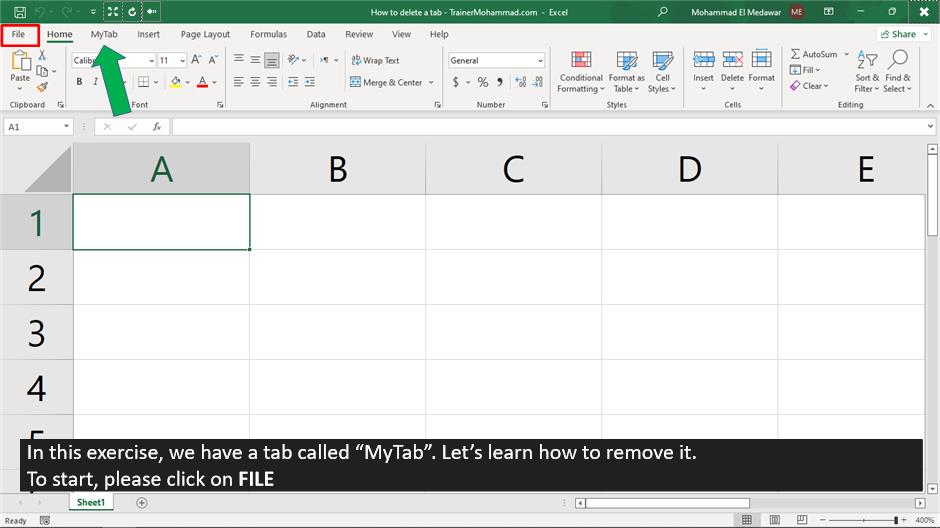 How to delete a tab - TrainerMohammad.com - Excel
Mohammad El Medawar ME
File Home MyTab Insert Page Layout Formulas Data Review View Help Share
Paste
Clipboard
11
B I
Font
Wrap Text
Merge & Center
Alignment
General
$ % 9
Number
Conditional Formatting
Format as Table
Cell Styles
Styles
Insert Delete Format
Cells
AutoSum
Fill
Clear
Sort & Filter
Find & Select
Editing
A1 fx
A B C D E
1
2
3
4
In this exercise, we have a tab called “MyTab”. Let’s learn how to remove it.
To start, please click on FILE
Sheet1
Ready 400%